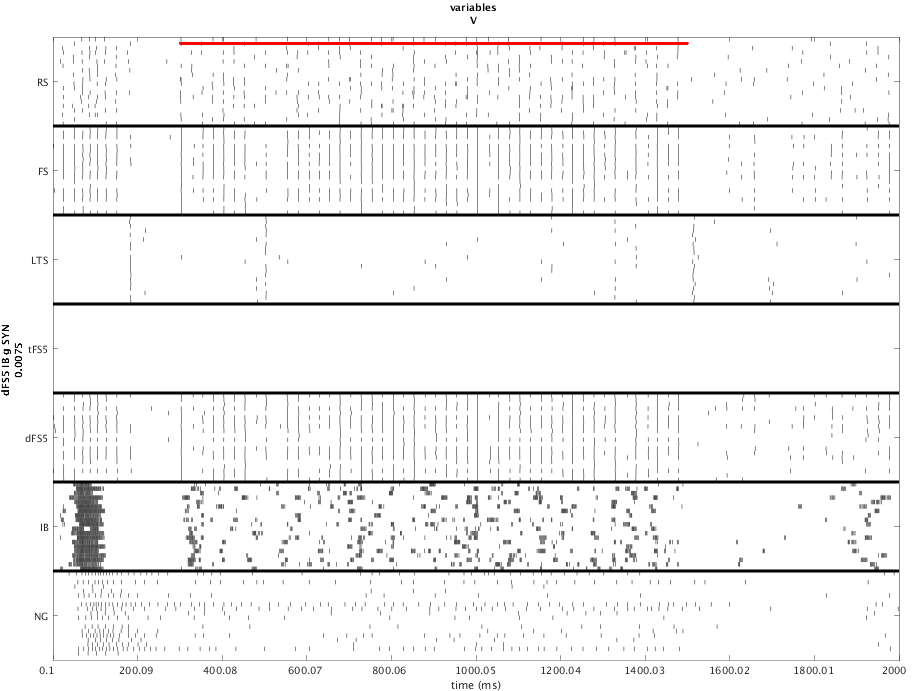 variables
V
RS
FS
LTS
tFS5
dFS5
IB
NG
dFS5 IB g SYN
0.0075
0.1
200.09
400.08
600.07
800.06
1000.05
1200.04
1400.03
1600.02
1800.01
2000
time (ms)